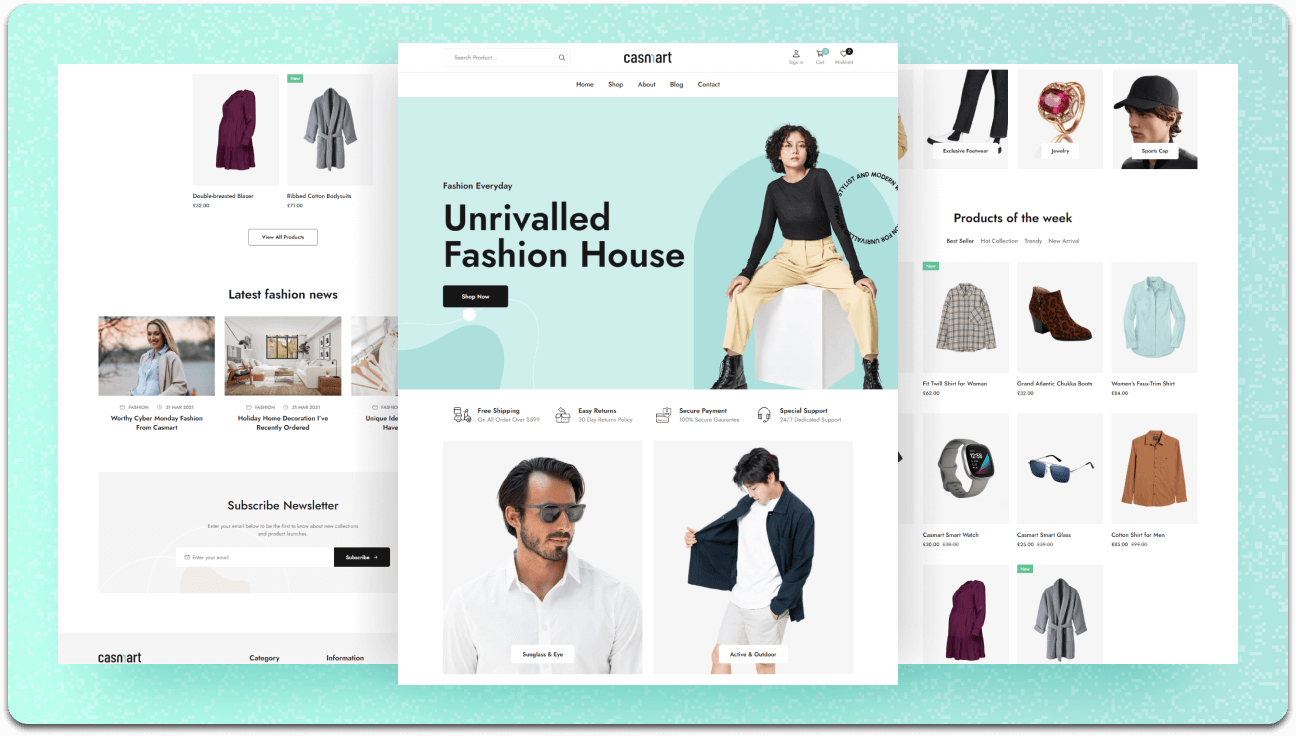 New
Double-breasted Blazer
£32.00
Ribbed Cotton Bodysuits
£71.00
View All Products
Latest fashion news
FASHION 31 MAR 2021
Worthy Cyber Monday Fashion
From Casmart
FASHION 31 MAR 2021
Holiday Home Decoration I've
Recently Ordered
Unique
Have
Subscribe Newsletter
Enter your email below to be the first to know about new collections
and product launches.
Enter your email
Subscribe →
casmart
Category
Information
Search Product...
casmart
Sign in
Cart
Wishlist
Home
Shop
About
Blog
Contact
Fashion Everyday
Unrivalled
Fashion House
Shop Now
STYLIST AND MODERN
FOR UNRIVALLED
Free Shipping
On All Order Over $599
Easy Returns
30 Day Returns Policy
Secure Payment
100% Secure Gaurantee
Special Support
24/7 Dedicated Support
Sunglass & Eye
Active & Outdoor
Exclusive Footwear
Jewelry
Sports Cap
Products of the week
Best Seller
Hot Collection
Trendy
New Arrival
New
Fit Twill Shirt for Woman
£62.00
Grand Atlantic Chukka Boots
£32.00
Women's Faux-Trim Shirt
£84.00
12:58
Casmart Smart Watch
£30.00 £38.00
Casmart Smart Glass
£25.00 £39.00
Cotton Shirt for Men
£85.00 £99.00
New